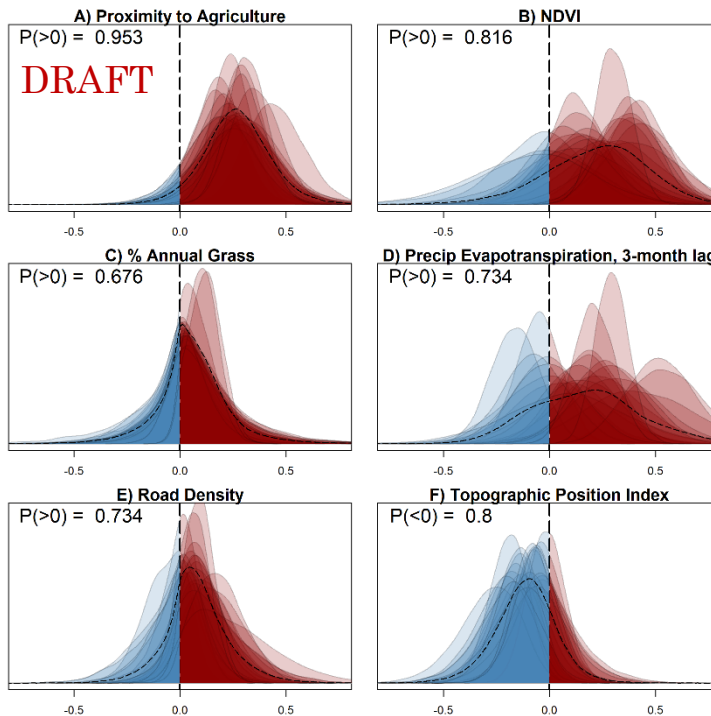 A) Proximity to Agriculture
P(>0) = 0.953
DRAFT
-0.5 0.0 0.5
B) NDVI
P(>0) = 0.816
-0.5 0.0 0.5
C) % Annual Grass
P(>0) = 0.676
-0.5 0.0 0.5
D) Precip Evapotranspiration, 3-month lag
P(>0) = 0.734
-0.5 0.0 0.5
E) Road Density
P(>0) = 0.734
-0.5 0.0 0.5
F) Topographic Position Index
P(<0) = 0.8
-0.5 0.0 0.5